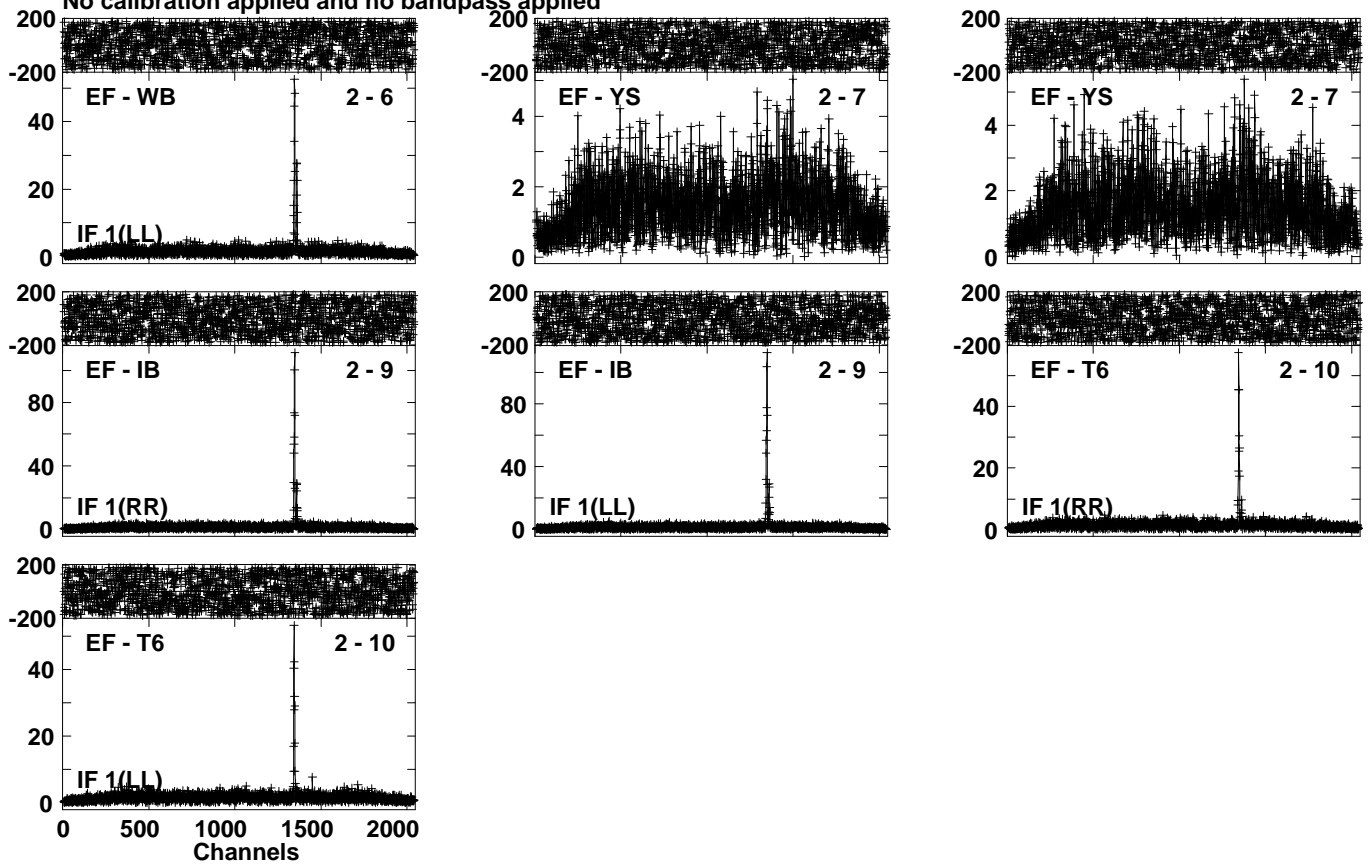 No calibration applied and no bandpass applied
200
-200
EF - WB 2 - 6
40
20
0
IF 1(LL)
200
-200
EF - YS 2 - 7
4
2
0
200
-200
EF - YS 2 - 7
4
2
0
200
-200
EF - IB 2 - 9
80
40
0
IF 1(RR)
200
-200
EF - IB 2 - 9
80
40
0
IF 1(LL)
200
-200
EF - T6 2 - 10
40
20
0
IF 1(RR)
200
-200
EF - T6 2 - 10
40
20
0
IF 1(LL)
0 500 1000 1500 2000
Channels